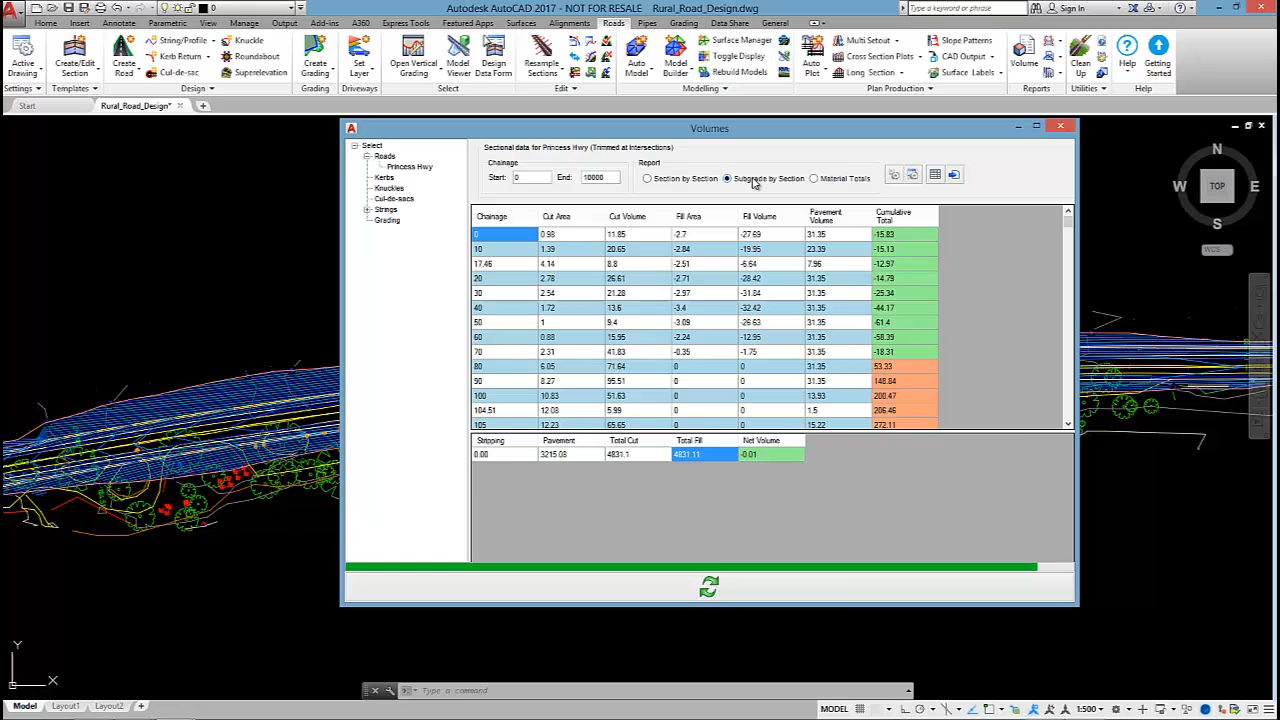 0
Autodesk AutoCAD 2017 - NOT FOR RESALE Rural_Road_Design.dwg
Type a keyword or phrase
Sign In
Home Insert Annotate Parametric View Manage Output Add-ins A360 Express Tools Featured Apps Surfaces Alignments Roads Pipes Grading Data Share General
Active Drawing
Create/Edit Section
Create Road
String/Profile
Kerb Return
Cul-de-sac
Knuckle
Roundabout
Superelevation
Create Grading
Set Layer
Open Vertical Grading
Model Viewer
Design Data Form
Resample Sections
Auto Model
Model Builder
Surface Manager
Toggle Display
Rebuild Models
Auto Plot
Multi Setout
Cross Section Plots
Long Section
Slope Patterns
CAD Output
Surface Labels
Volume
Clean Up
Help
Getting Started
Settings Templates Design Grading Driveways Select Edit Modelling Plan Production Reports Utilities Help
Start Rural_Road_Design*
Volumes
Select
Roads
Princess Hwy
Kerbs
Knuckles
Cul-de-sacs
Strings
Grading
Sectional data for Princess Hwy (Trimmed at Intersections)
Chainage Report
Start: 0 End: 10000 Section by Section Subgrade by Section Material Totals
Chainage Cut Area Cut Volume Fill Area Fill Volume Pavement Volume Cumulative Total
0 0.98 11.85 -2.7 -27.69 31.35 -15.83
10 1.39 20.65 -2.84 -19.95 23.39 -15.13
17.46 4.14 8.8 -2.51 -6.64 7.96 -12.97
20 2.78 26.61 -2.71 -28.42 31.35 -14.79
30 2.54 21.28 -2.97 -31.84 31.35 -25.34
40 1.72 13.6 -3.4 -32.42 31.35 -44.17
50 1 9.4 -3.09 -26.63 31.35 -61.4
60 0.88 15.95 -2.24 -12.95 31.35 -58.39
70 2.31 41.83 -0.35 -1.75 31.35 -18.31
80 6.05 71.64 0 0 31.35 53.33
90 8.27 95.51 0 0 31.35 148.84
100 10.83 51.63 0 0 13.93 200.47
104.51 12.08 5.99 0 0 1.5 206.46
105 12.23 65.65 0 0 15.22 272.11
Stripping Pavement Total Cut Total Fill Net Volume
0.00 3215.08 4831.1 4831.11 -0.01
N
W TOP E
S
WCS
Y
X
Type a command
Model Layout1 Layout2
MODEL 1:500